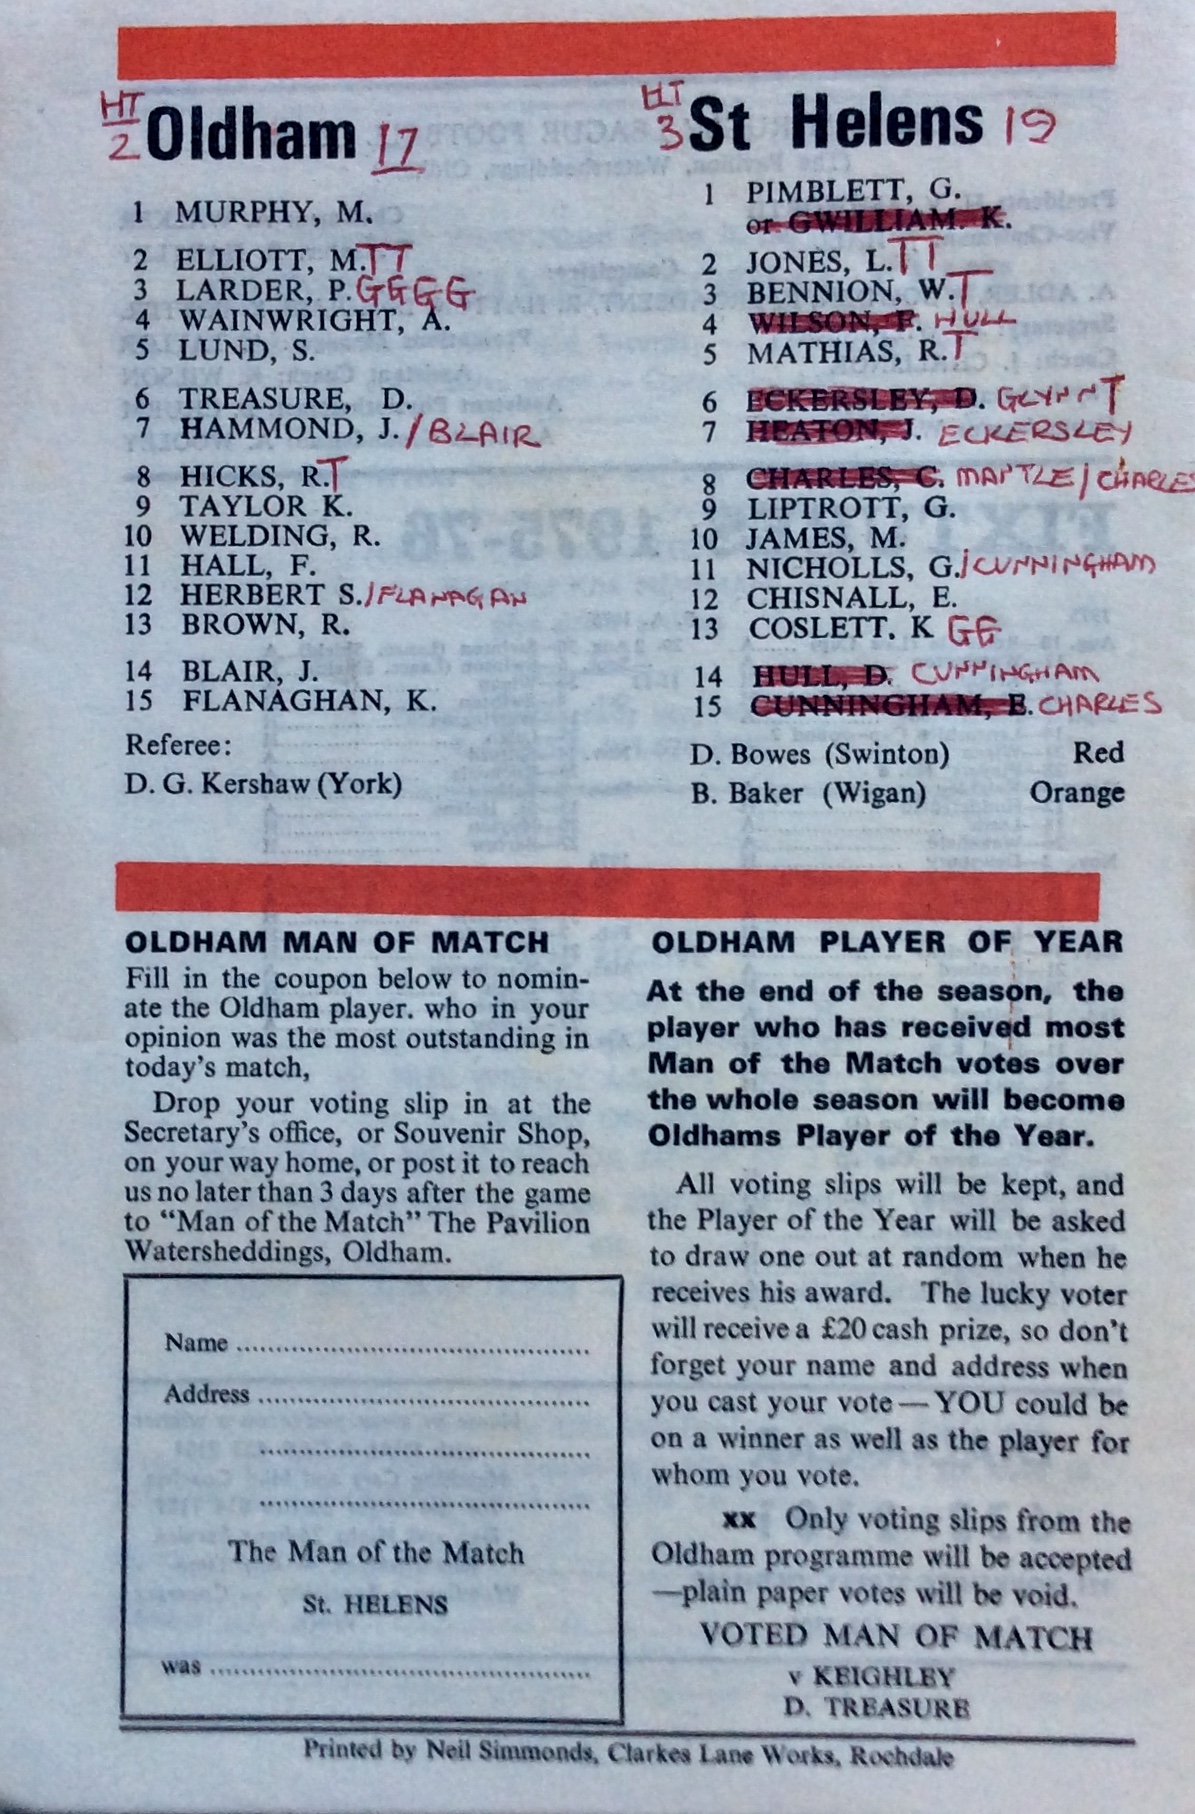 HT
2 Oldham 17
1 MURPHY, M.
2 ELLIOTT, M. TT
3 LARDER, P. GGGG
4 WAINWRIGHT, A.
5 LUND, S.
6 TREASURE, D.
7 HAMMOND, J. / BLAIR
8 HICKS, R. T
9 TAYLOR K.
10 WELDING, R.
11 HALL, F.
12 HERBERT S. / FLANAGAN
13 BROWN, R.
14 BLAIR, J.
15 FLANAGHAN, K.
Referee:
D. G. Kershaw (York)
HT
3 St Helens 19
1 PIMBLETT, G.
or GWILLIAM K.
2 JONES, L. TT
3 BENNION, W. T
4 WILSON, F. HULL
5 MATHIAS, R. T
6 ECKERSLEY, D. GLYNN T
7 HEATON, J. ECKERSLEY
8 CHARLES, C. MANTLE / CHARLES
9 LIPTROTT, G.
10 JAMES, M.
11 NICHOLLS, G. / CUNNINGHAM
12 CHISNALL, E.
13 COSLETT. K GG
14 HULL, D. CUNNINGHAM
15 CUNNINGHAM, E. CHARLES
D. Bowes (Swinton) Red
B. Baker (Wigan) Orange
OLDHAM MAN OF MATCH
Fill in the coupon below to nomin-
ate the Oldham player. who in your
opinion was the most outstanding in
today's match,
Drop your voting slip in at the
Secretary's office, or Souvenir Shop,
on your way home, or post it to reach
us no later than 3 days after the game
to "Man of the Match" The Pavilion
Watersheddings, Oldham.
Name
Address
The Man of the Match
St. HELENS
was
OLDHAM PLAYER OF YEAR
At the end of the season, the
player who has received most
Man of the Match votes over
the whole season will become
Oldhams Player of the Year.
All voting slips will be kept, and
the Player of the Year will be asked
to draw one out at random when he
receives his award. The lucky voter
will receive a £20 cash prize, so don't
forget your name and address when
you cast your vote — YOU could be
on a winner as well as the player for
whom you vote.
xx Only voting slips from the
Oldham programme will be accepted
—plain paper votes will be void.
VOTED MAN OF MATCH
v KEIGHLEY
D. TREASURE
Printed by Neil Simmonds, Clarkes Lane Works, Rochdale